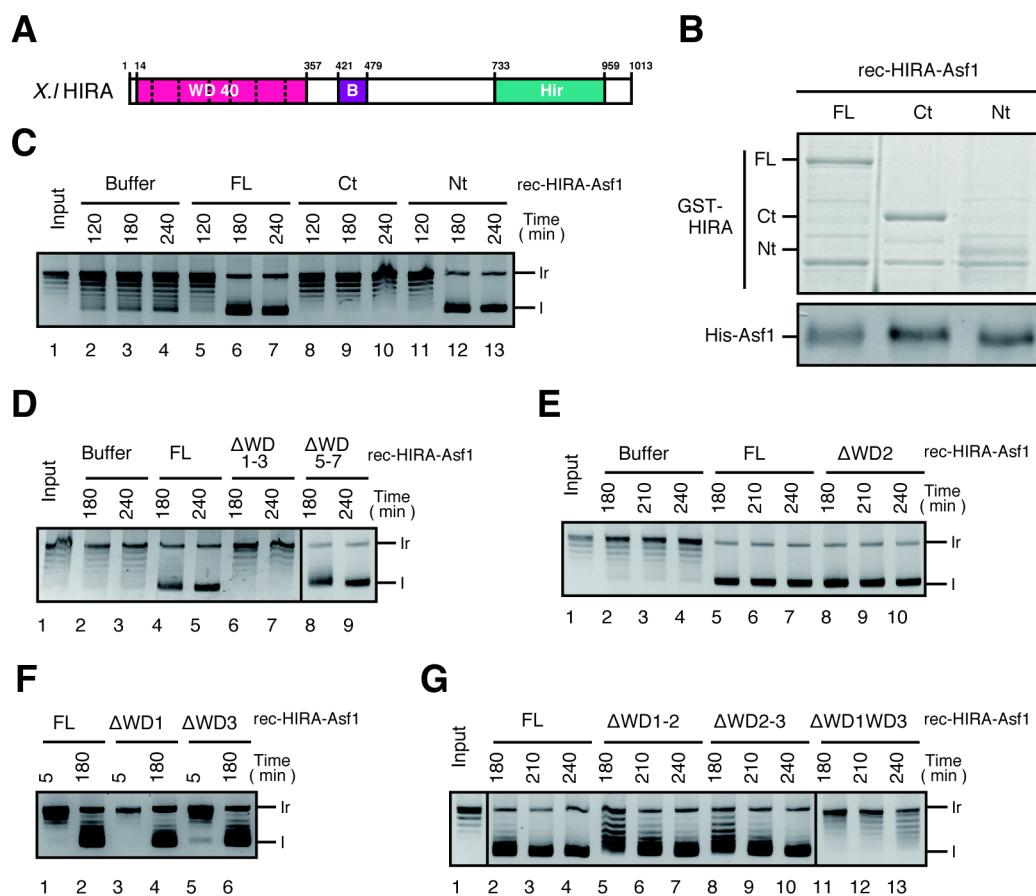 A
1 14 357 421 479 733 959 1013
X.l HIRA
WD 40
B
Hir
B
rec-HIRA-Asf1
FL Ct Nt
FL
GST-
HIRA
Ct
Nt
His-Asf1
C
Buffer FL Ct Nt rec-HIRA-Asf1
Input 120 180 240 120 180 240 120 180 240 120 180 240 Time
( min )
Ir
I
1 2 3 4 5 6 7 8 9 10 11 12 13
D
Buffer FL ΔWD
1-3 ΔWD
5-7 rec-HIRA-Asf1
Input 180 240 180 240 180 240 180 240 Time
( min )
Ir
I
1 2 3 4 5 6 7 8 9
E
Buffer FL ΔWD2 rec-HIRA-Asf1
Input 180 210 240 180 210 240 180 210 240 Time
( min )
Ir
I
1 2 3 4 5 6 7 8 9 10
F
FL ΔWD1 ΔWD3 rec-HIRA-Asf1
5 180 5 180 5 180 Time
( min )
Ir
I
1 2 3 4 5 6
G
FL ΔWD1-2 ΔWD2-3 ΔWD1WD3 rec-HIRA-Asf1
Input 180 210 240 180 210 240 180 210 240 180 210 240 Time
( min )
Ir
I
1 2 3 4 5 6 7 8 9 10 11 12 13